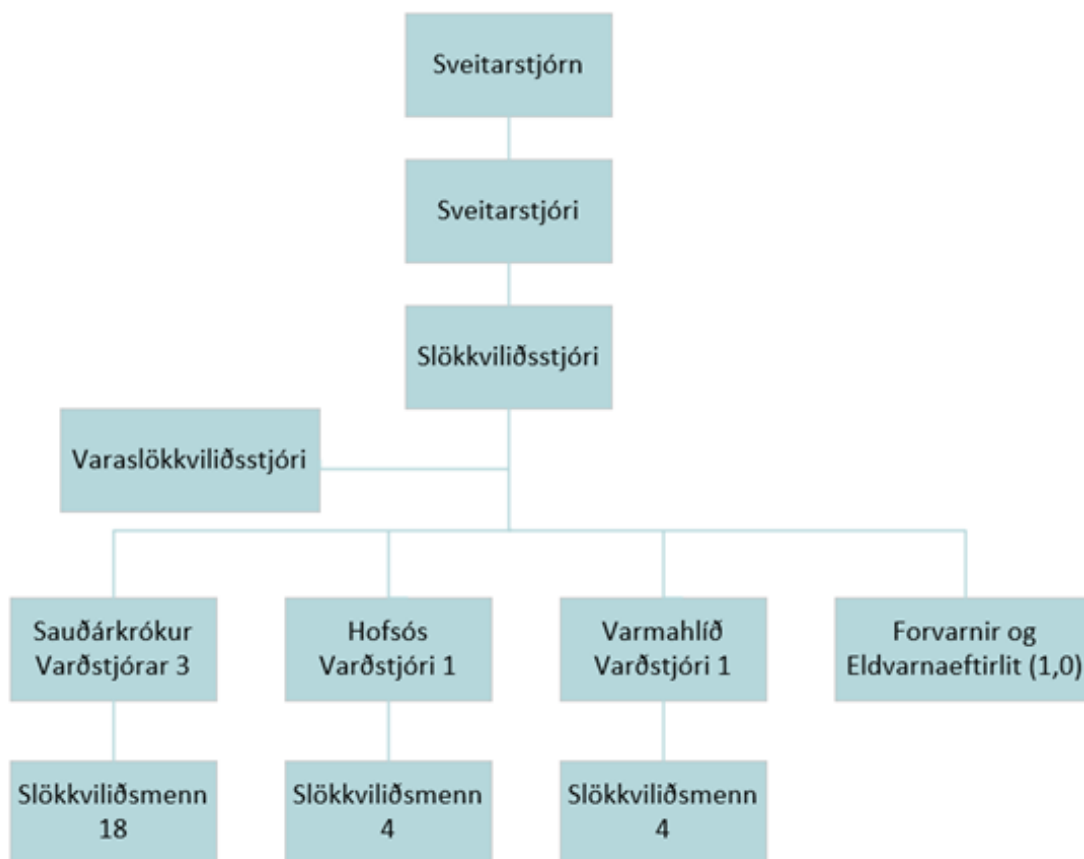 Sveitarstjórn
Sveitarstjóri
Slökkviliðsstjóri
Varaslökkviliðsstjóri
Sauðárkrókur
Varðstjórar 3
Hofsós
Varðstjóri 1
Varmahlíð
Varðstjóri 1
Forvarnir og
Eldvarnaeftirlit (1,0)
Slökkviliðsmenn
18
Slökkviliðsmenn
4
Slökkviliðsmenn
4